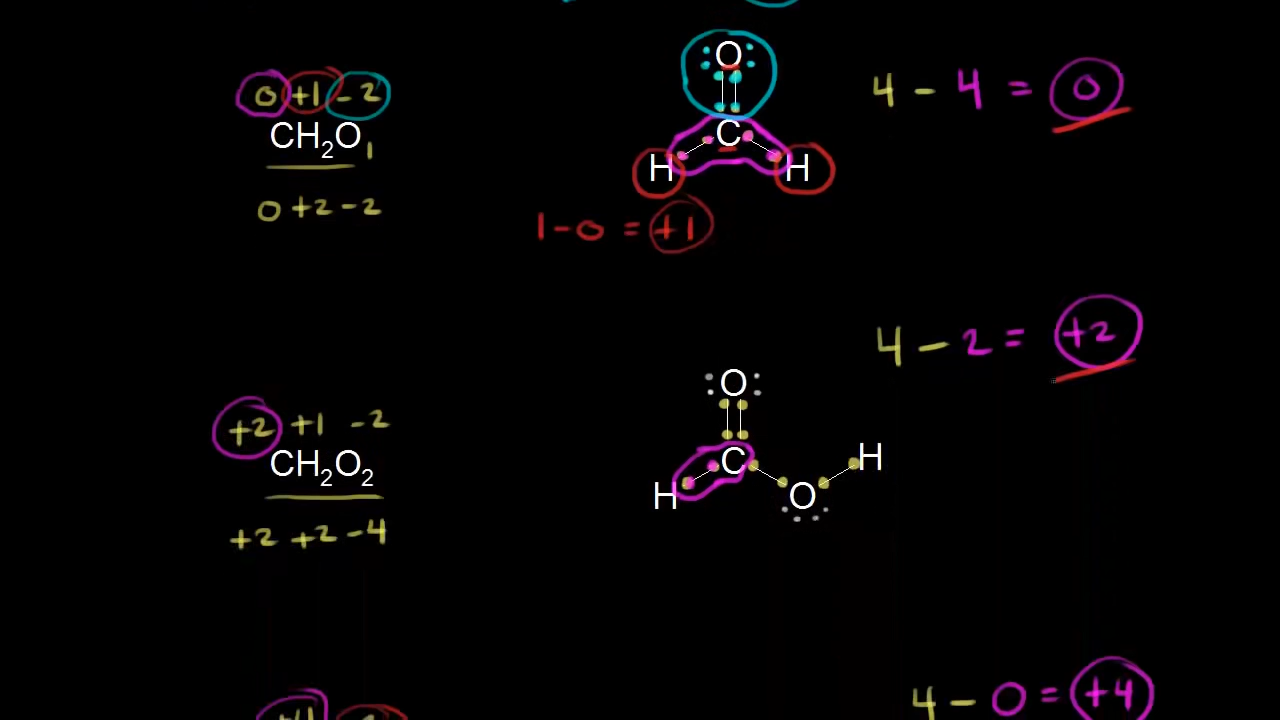 0 +1 -2
CH₂O₁
0 +2 -2
O
C
H H
1 - 0 = +1
4 - 4 = 0
+2 +1 -2
CH₂O₂
+2 +2 -4
O
C H
H O
4 - 2 = +2
4 - 0 = +4